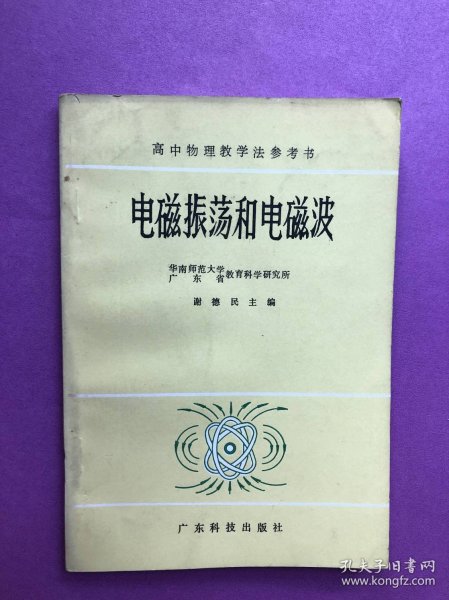 高中物理教学法参考书
电磁振荡和电磁波
华南师范大学
广东省教育科学研究所
谢德民主编
广东科技出版社
孔夫子旧书网
www.kongfz.com